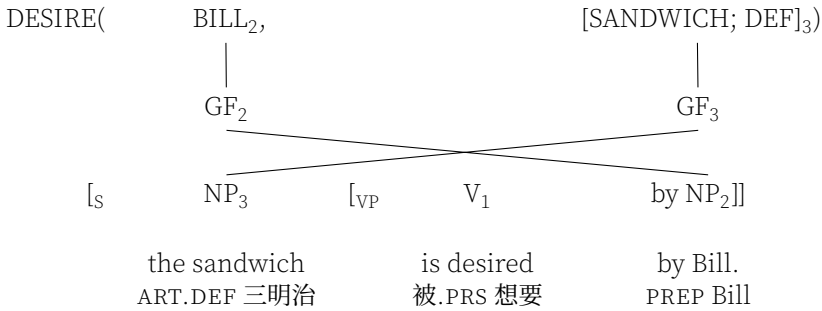 DESIRE( BILL₂, [SANDWICH; DEF]₃)
GF₂ GF₃
[S NP₃ [VP V₁ by NP₂]]
the sandwich is desired by Bill.
ART.DEF 三明治 被.PRS 想要 PREP Bill